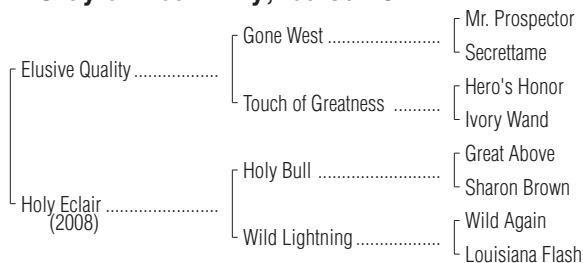 Mr. Prospector
Gone West ........................
Secrettame
Elusive Quality ..................
Hero's Honor
Touch of Greatness ..........
Ivory Wand
Great Above
Holy Bull ..........................
Sharon Brown
Holy Eclair ........................
(2008)
Wild Again
Wild Lightning ..................
Louisiana Flash